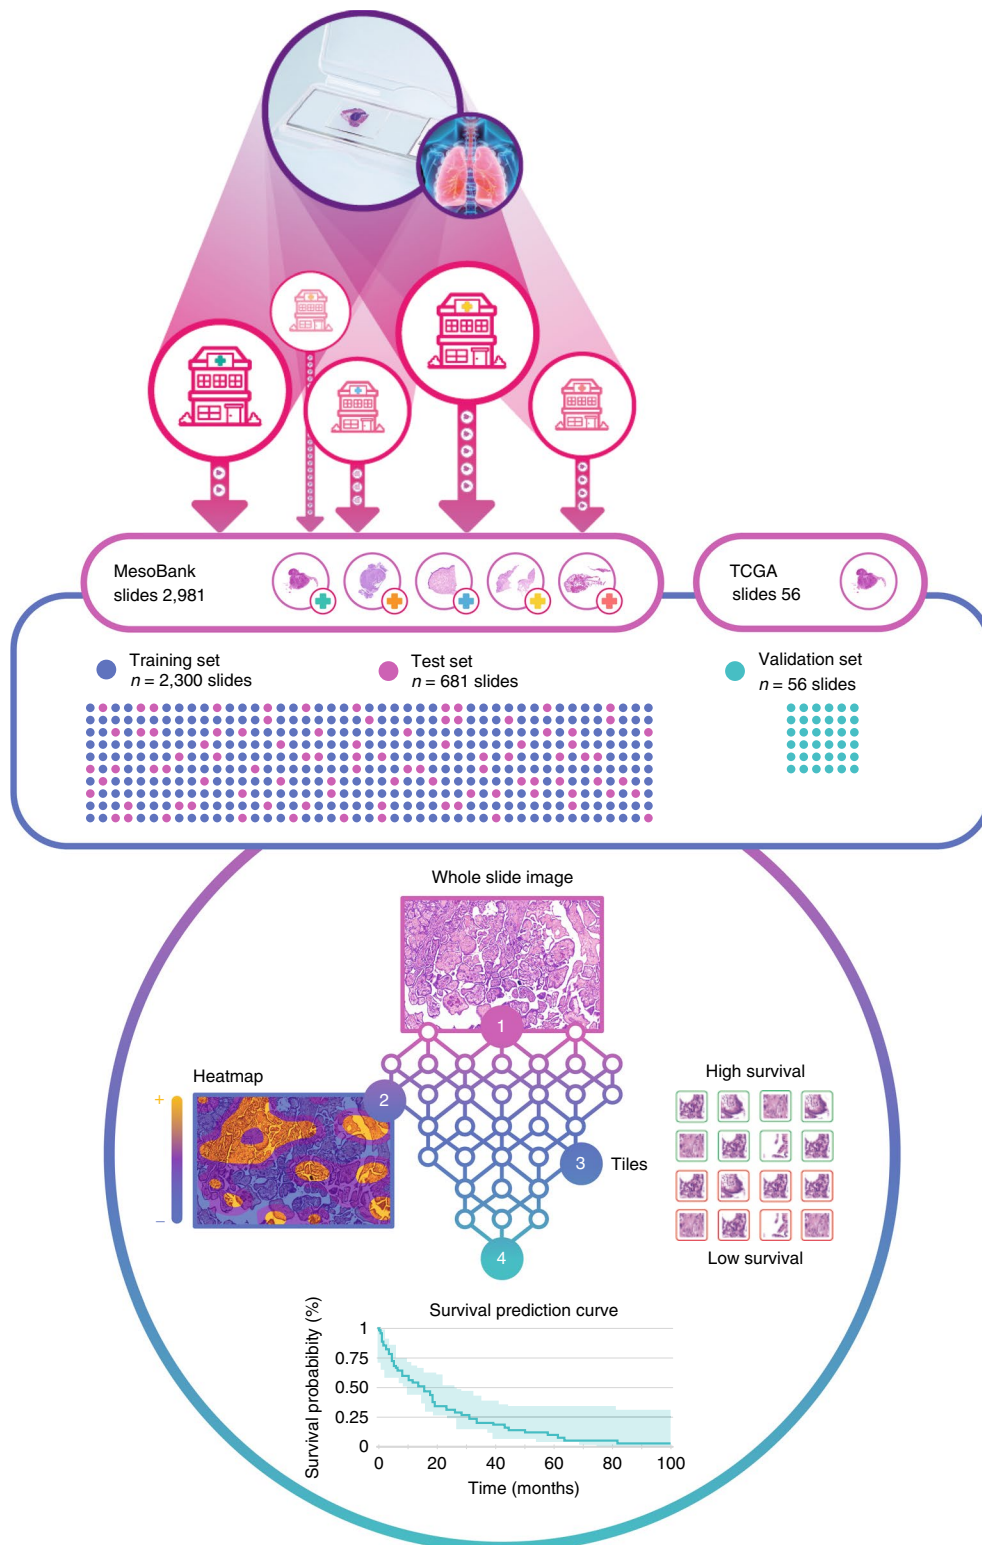 MesoBank
slides 2,981
TCGA
slides 56
Training set
n = 2,300 slides
Test set
n = 681 slides
Validation set
n = 56 slides
Whole slide image
1
Heatmap
+
–
2
High survival
3
Tiles
Low survival
4
Survival prediction curve
Survival probabibity (%)
1
0.75
0.50
0.25
0
0
20
40
60
80
100
Time (months)